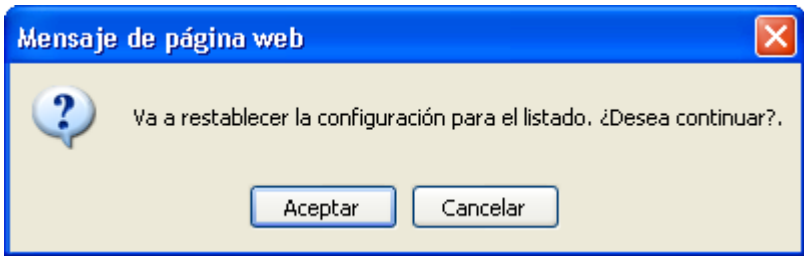 Mensaje de página web
Va a restablecer la configuración para el listado. ¿Desea continuar?.
Aceptar Cancelar